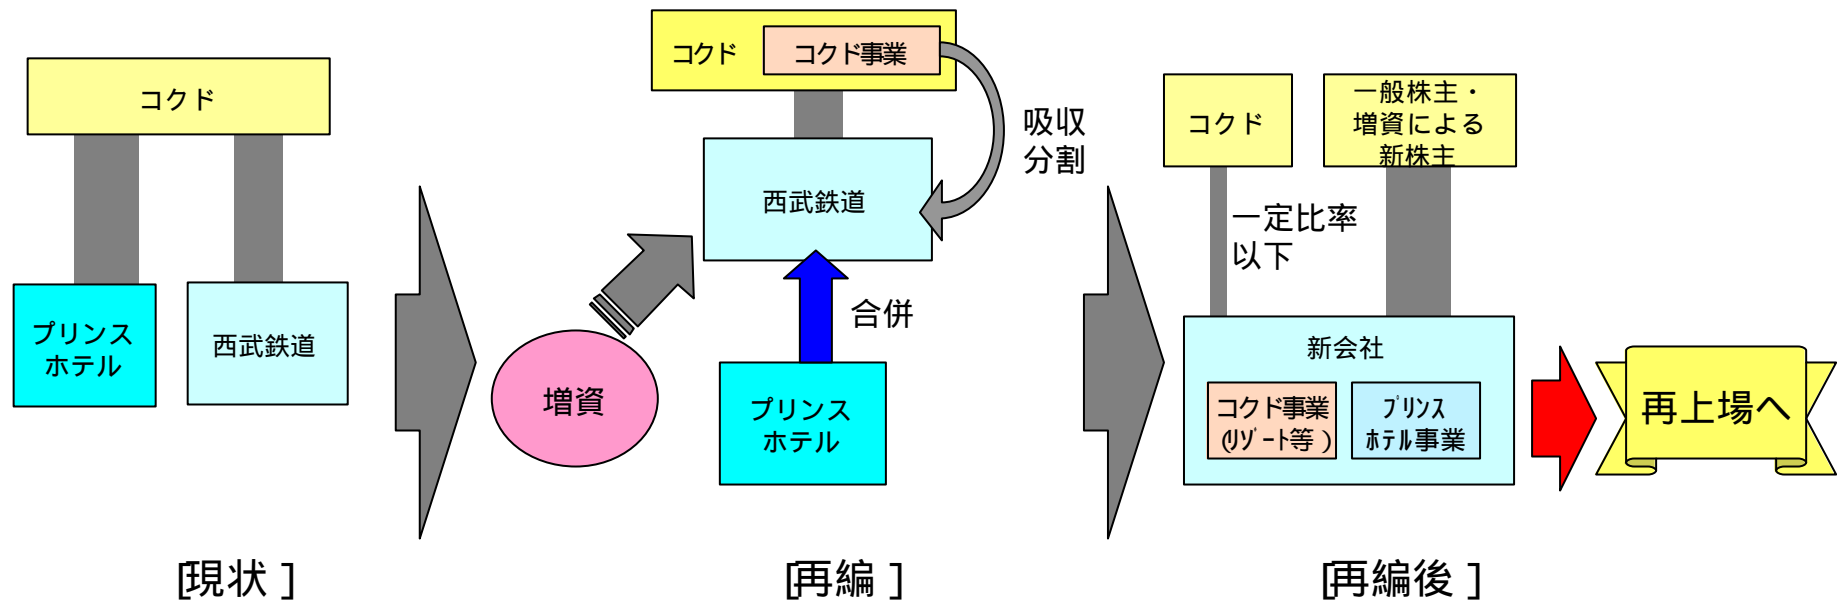 コクド
プリンス
ホテル
西武鉄道
[現状]
コクド
コクド事業
吸収
分割
西武鉄道
合併
増資
プリンス
ホテル
[再編]
コクド
一般株主・
増資による
新株主
一定比率
以下
新会社
コクド事業
(ﾘｿﾞｰﾄ等)
ﾌﾟﾘﾝｽ
ﾎﾃﾙ事業
再上場へ
[再編後]